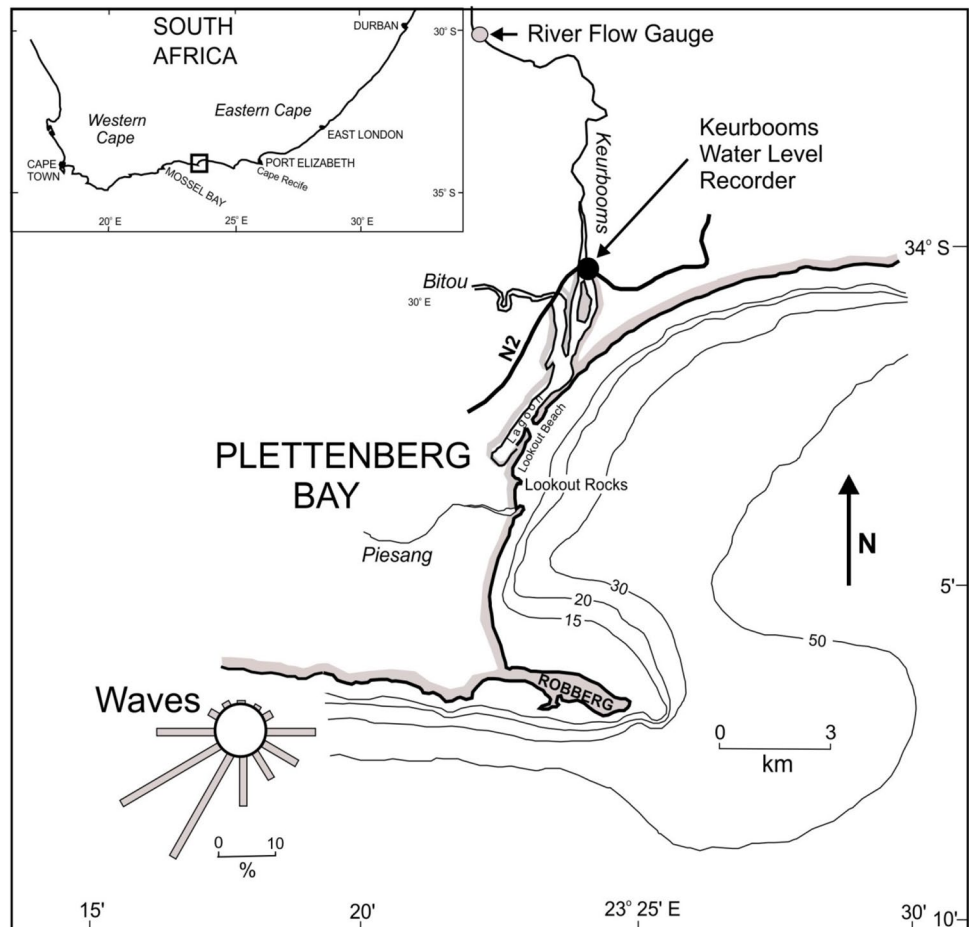 SOUTH
AFRICA
DURBAN
30° S
Western
Cape
Eastern Cape
EAST LONDON
CAPE
TOWN
PORT ELIZABETH
MOSSEL BAY
Cape Recife
35° S
20° E
25° E
30° E
River Flow Gauge
Keurbooms
Keurbooms
Water Level
Recorder
34° S
Bitou
30° E
N2
Lagoon
Lookout Beach
PLETTENBERG
BAY
Lookout Rocks
Piesang
N
5'
30
20
15
50
ROBBERG
Waves
0 3
km
0 10
%
15'
20'
23° 25' E
30'
10'